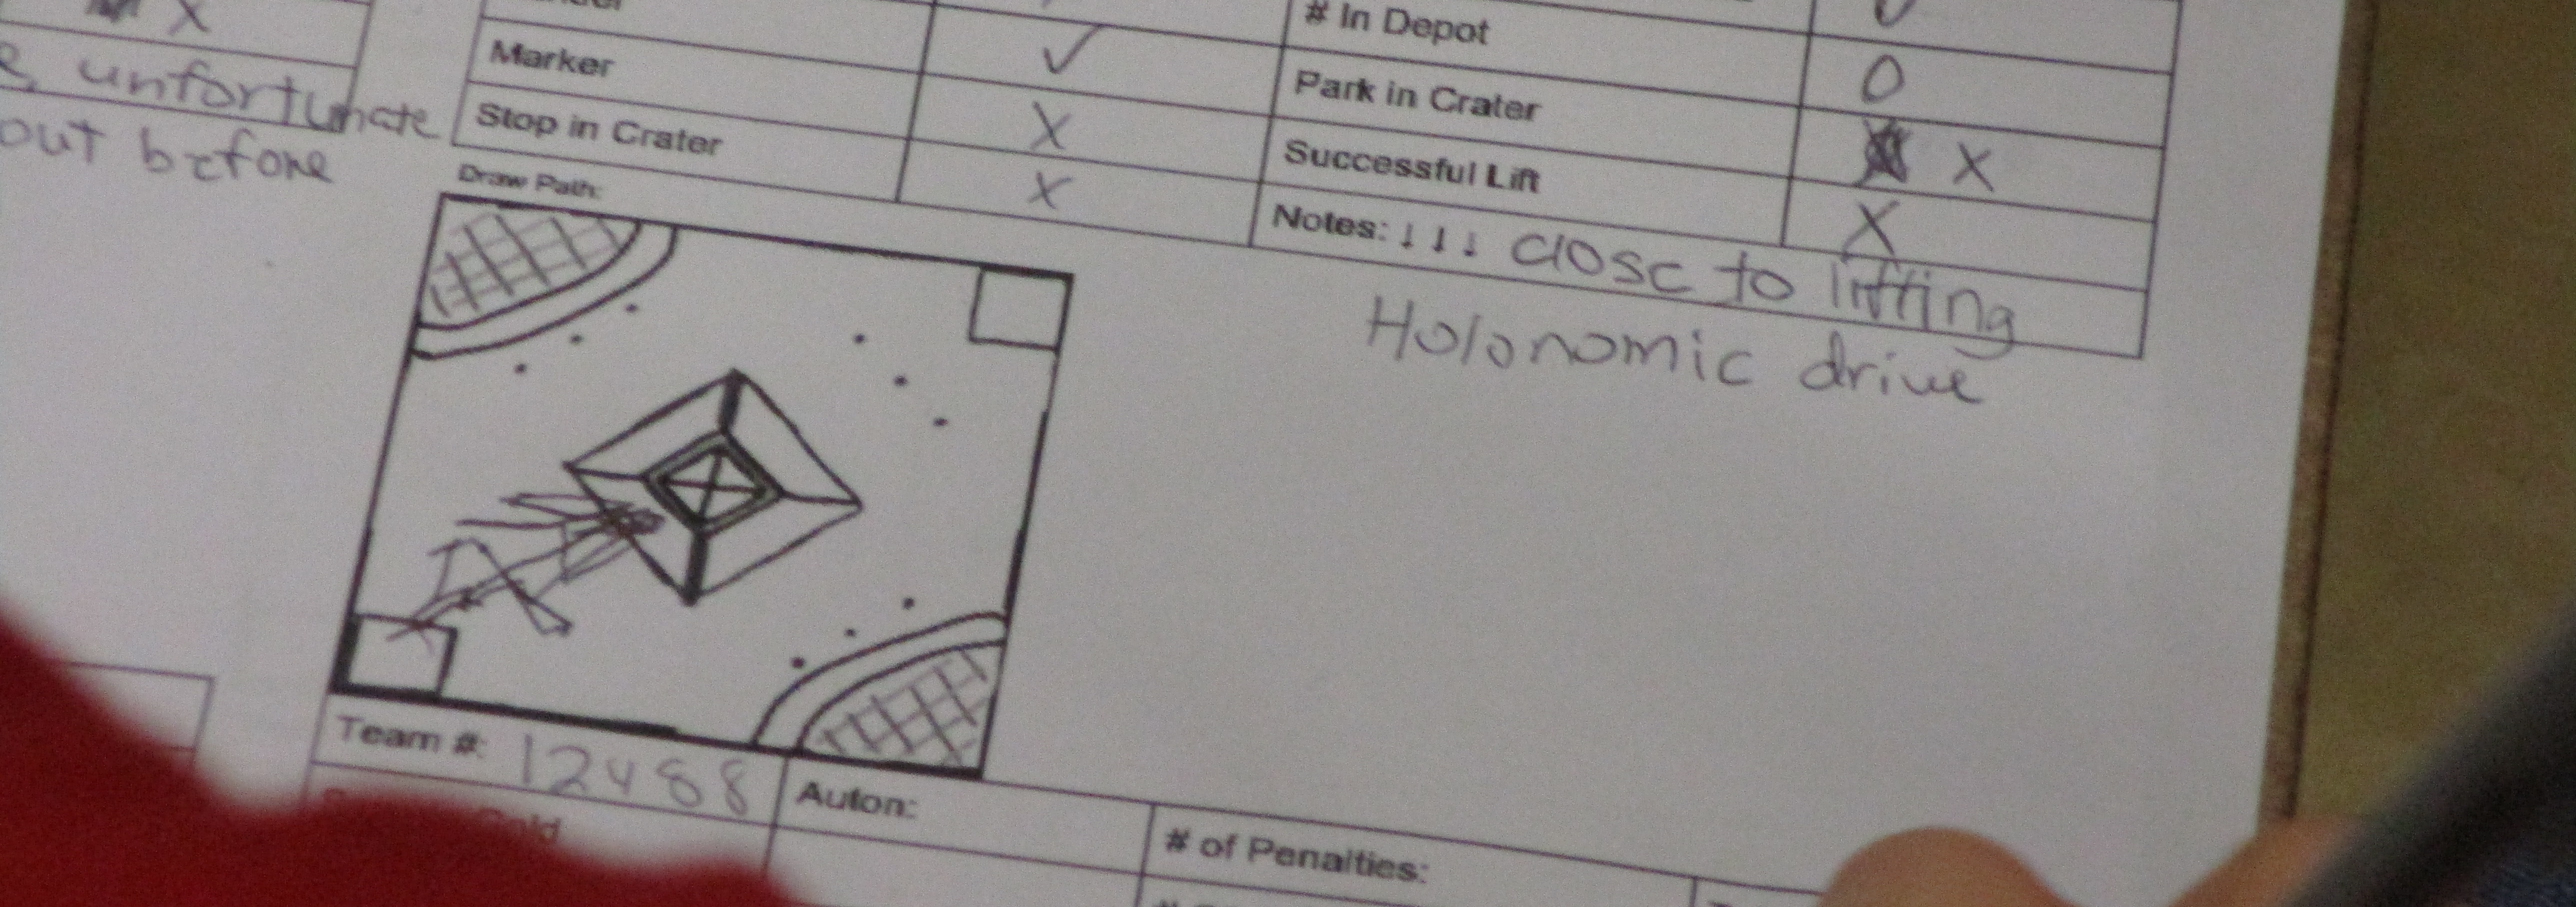 X
unfortunate
out before
Marker ✓
Stop in Crater X
X
Draw Path:
# In Depot
Park in Crater 0
Successful Lift X
X
Notes: ↓ ↓ ↓ close to lifting
Holonomic drive
Team #: 12488
Auton:
# of Penalties: